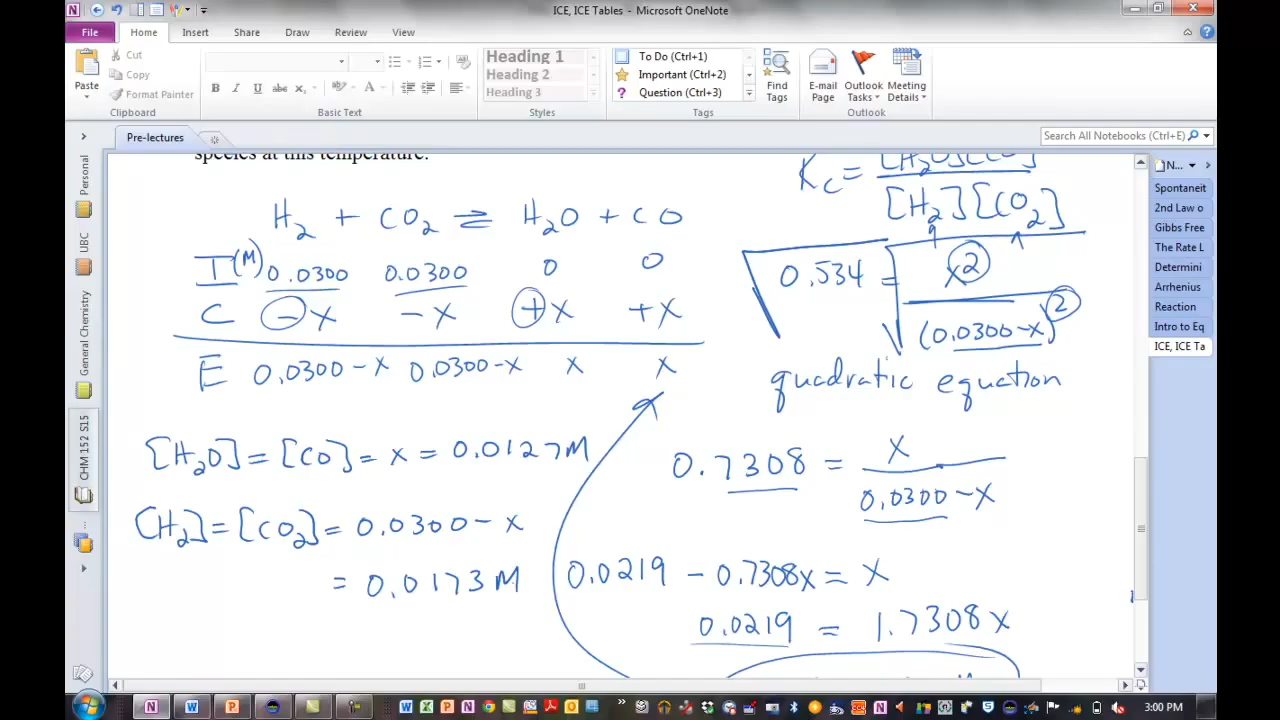 ICE, ICE Tables - Microsoft OneNote
File Home Insert Share Draw Review View
Cut
Copy
Format Painter
Paste
Heading 1
Heading 2
Heading 3
To Do (Ctrl+1)
Important (Ctrl+2)
Question (Ctrl+3)
Find Tags
E-mail Page
Outlook Tasks
Meeting Details
Clipboard Basic Text Styles Tags Outlook
Pre-lectures
Search All Notebooks (Ctrl+E)
Personal
UBC
General Chemistry
CHM 152 S15
N...
Spontaneit
2nd Law o
Gibbs Free
The Rate L
Determini
Arrhenius
Reaction
Intro to Eq
ICE, ICE Ta
species at this temperature.
H₂ + CO₂ ⇌ H₂O + CO
I (M) 0.0300 0.0300 0 0
C -x -x +x +x
E 0.0300-x 0.0300-x x x
[H₂O] = [CO] = x = 0.0127M
[H₂] = [CO₂] = 0.0300 - x
= 0.0173 M
Kc = [H₂O][CO]
[H₂][CO₂]
√0.534 = √x²
(0.0300-x)²
quadratic equation
0.7308 = x
0.0300-x
0.0219 - 0.7308x = x
0.0219 = 1.7308x
3:00 PM